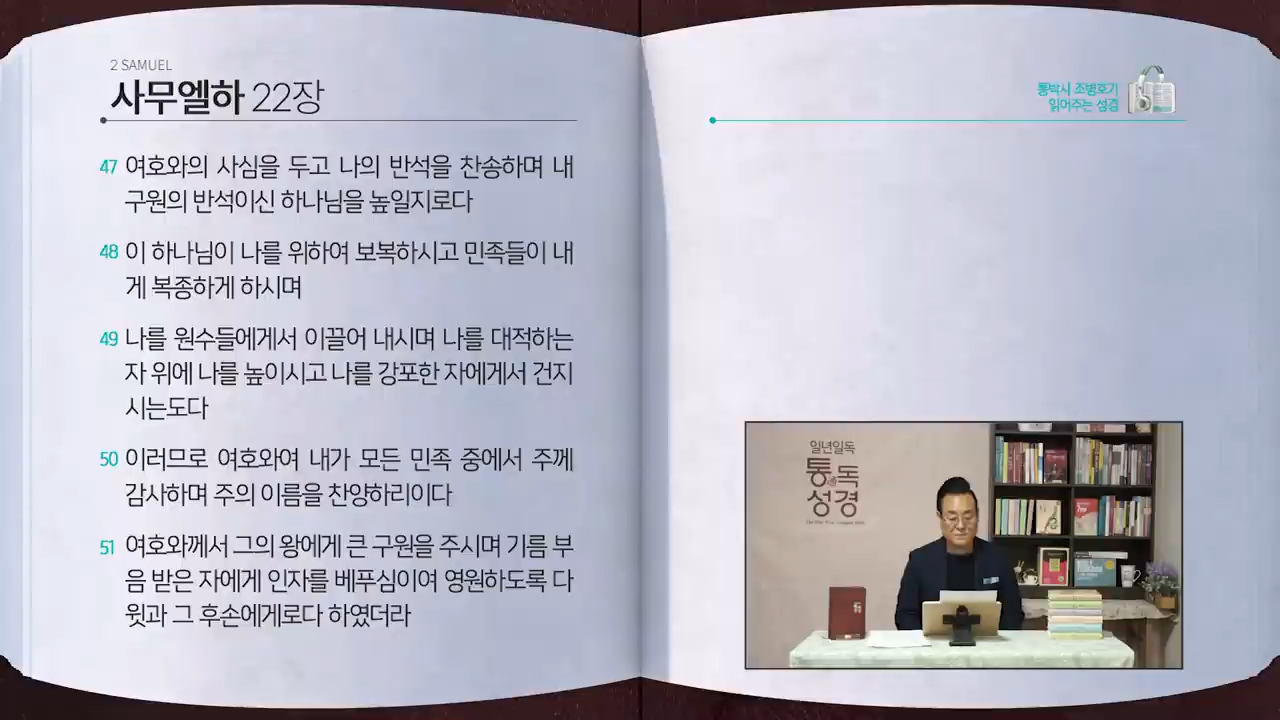 2 SAMUEL
사무엘하 22장
47 여호와의 사심을 두고 나의 반석을 찬송하며 내
구원의 반석이신 하나님을 높일지로다
48 이 하나님이 나를 위하여 보복하시고 민족들이 내
게 복종하게 하시며
49 나를 원수들에게서 이끌어 내시며 나를 대적하는
자 위에 나를 높이시고 나를 강포한 자에게서 건지
시는도다
50 이러므로 여호와여 내가 모든 민족 중에서 주께
감사하며 주의 이름을 찬양하리이다
51 여호와께서 그의 왕에게 큰 구원을 주시며 기름 부
음 받은 자에게 인자를 베푸심이여 영원하도록 다
윗과 그 후손에게로다 하였더라
통박사 조병호가
읽어주는 성경
일년일독
통독
성경